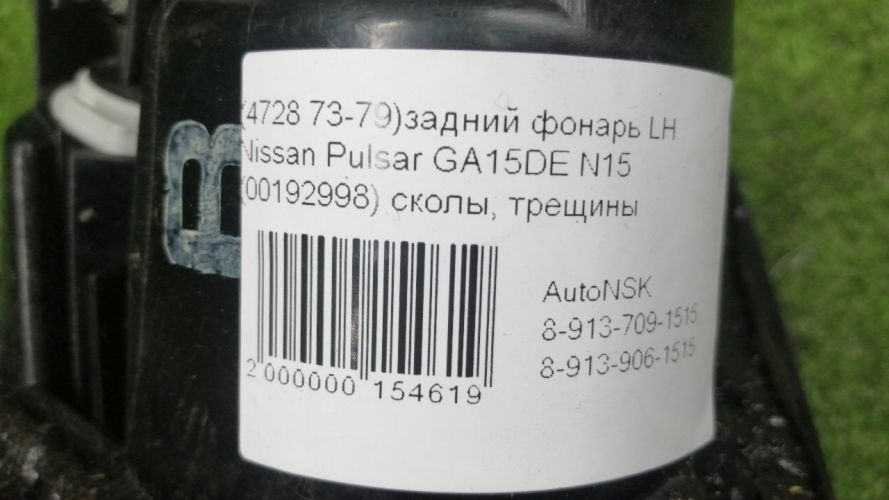 (4728 73-79)задний фонарь LH
Nissan Pulsar GA15DE N15
(00192998) сколы, трещины
AutoNSK
8-913-709-1515
8-913-906-1515
2 000000 154619